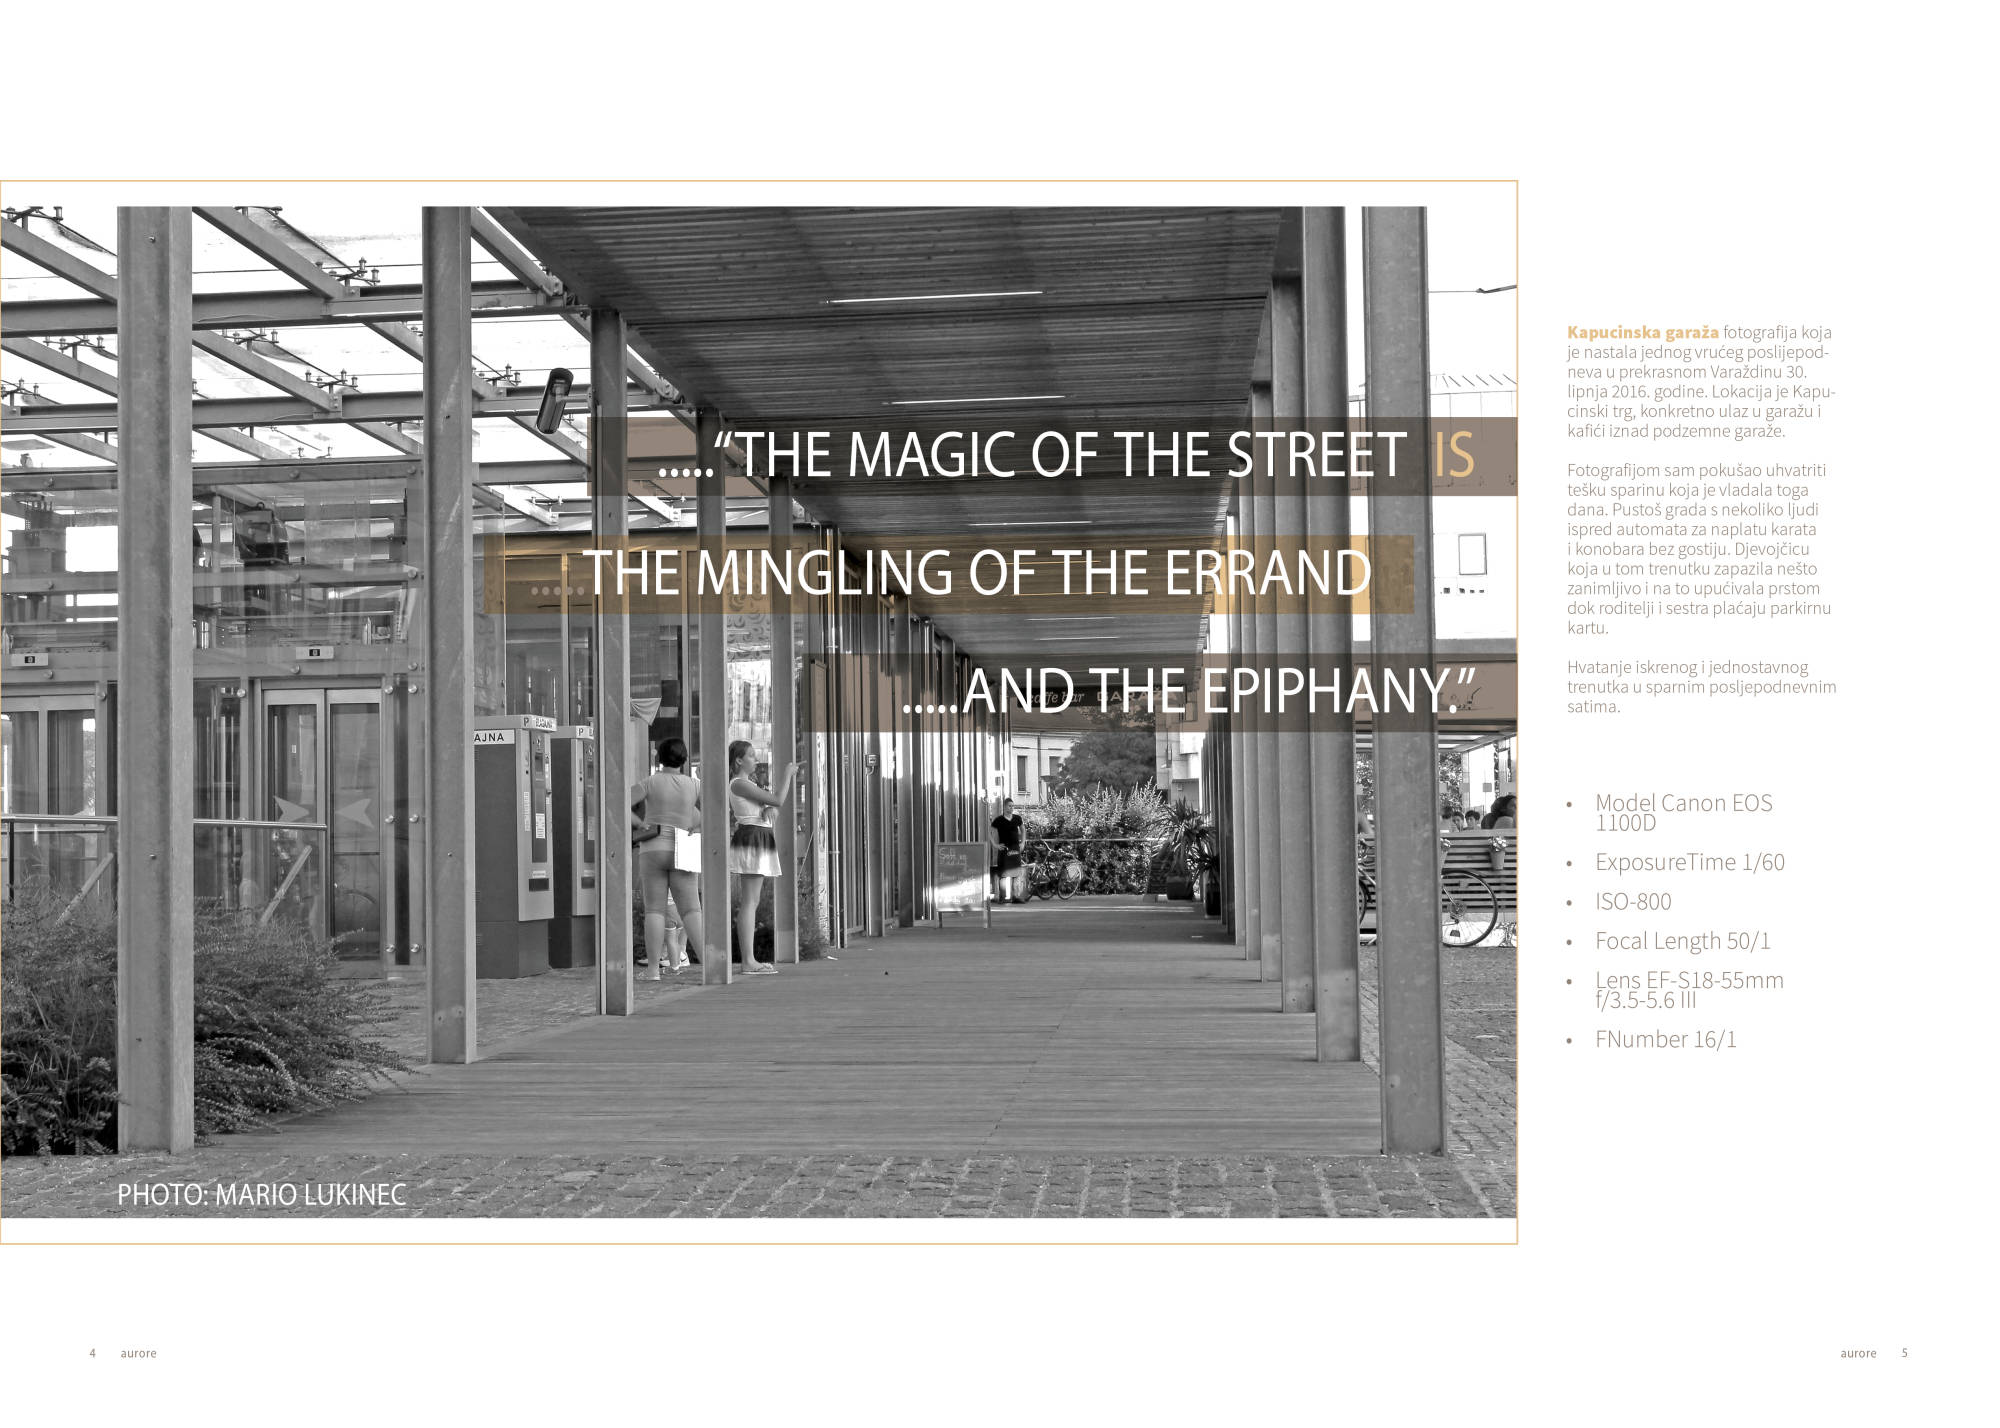 .....“THE MAGIC OF THE STREET IS
.....THE MINGLING OF THE ERRAND
.....AND THE EPIPHANY.”
AJNA
P
P
Soft
PHOTO: MARIO LUKINEC
Kapucinska garaža fotografija koja
je nastala jednog vrućeg poslijepod-
neva u prekrasnom Varaždinu 30.
lipnja 2016. godine. Lokacija je Kapu-
cinski trg, konkretno ulaz u garažu i
kafići iznad podzemne garaže.
Fotografijom sam pokušao uhvatriti
tešku sparinu koja je vladala toga
dana. Pustoš grada s nekoliko ljudi
ispred automata za naplatu karata
i konobara bez gostiju. Djevojčicu
koja u tom trenutku zapazila nešto
zanimljivo i na to upućivala prstom
dok roditelji i sestra plaćaju parkirnu
kartu.
Hvatanje iskrenog i jednostavnog
trenutka u sparnim posljepodnevnim
satima.
• Model Canon EOS
1100D
• ExposureTime 1/60
• ISO-800
• Focal Length 50/1
• Lens EF-S18-55mm
f/3.5-5.6 III
• FNumber 16/1
4 aurore
aurore 5